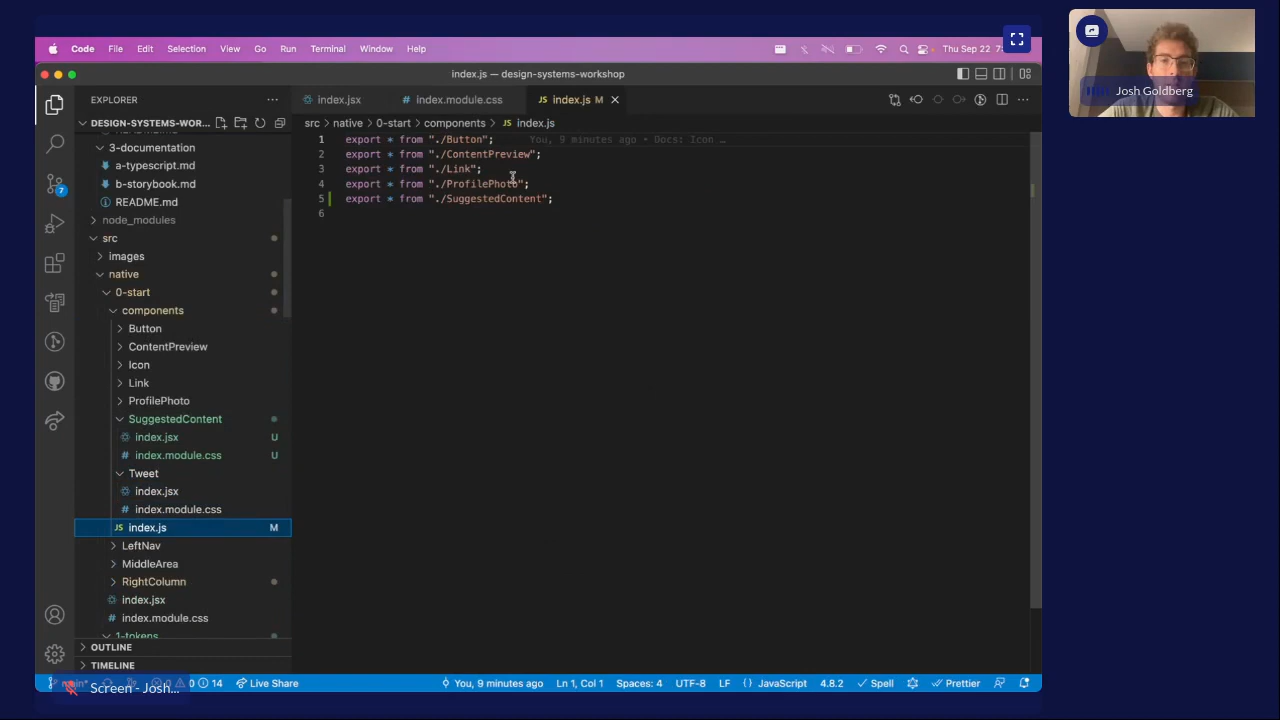 Code File Edit Selection View Go Run Terminal Window Help
Thu Sep 22 7:
index.js — design-systems-workshop
Josh Goldberg
EXPLORER
index.jsx
index.module.css
JS index.js M
DESIGN-SYSTEMS-WOR...
src > native > 0-start > components > JS index.js
3-documentation
a-typescript.md
b-storybook.md
README.md
node_modules
src
images
native
0-start
components
Button
ContentPreview
Icon
Link
ProfilePhoto
SuggestedContent
index.jsx U
index.module.css U
Tweet
index.jsx
index.module.css
JS index.js M
LeftNav
MiddleArea
RightColumn
index.jsx
index.module.css
1-tokens
OUTLINE
TIMELINE
7
1 export * from "./Button"; You, 9 minutes ago • Docs: Icon …
2 export * from "./ContentPreview";
3 export * from "./Link";
4 export * from "./ProfilePhoto";
5 export * from "./SuggestedContent";
6
Screen - Josh...
14 Live Share
You, 9 minutes ago Ln 1, Col 1 Spaces: 4 UTF-8 LF {} JavaScript 4.8.2 Spell Prettier